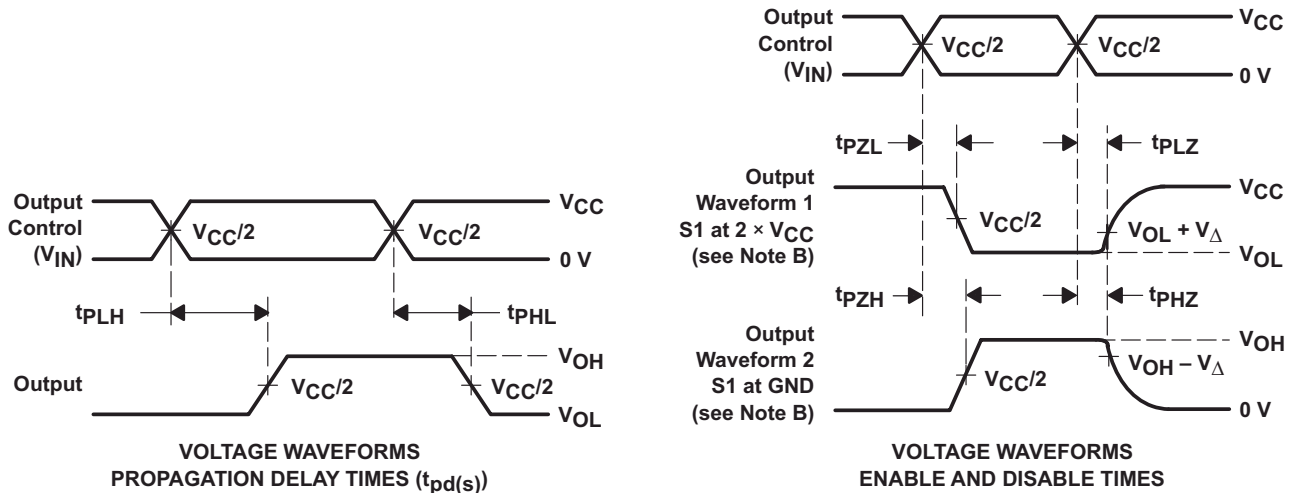 Output
Control
(VIN)
VCC/2
VCC/2
VCC
0 V
tPLH
tPHL
Output
VCC/2
VCC/2
VOH
VOL
VOLTAGE WAVEFORMS
PROPAGATION DELAY TIMES (tpd(s))
Output
Control
(VIN)
VCC/2
VCC/2
VCC
0 V
tPZL
tPLZ
Output
Waveform 1
S1 at 2 × VCC
(see Note B)
VCC/2
VCC
VOL + VΔ
VOL
tPZH
tPHZ
Output
Waveform 2
S1 at GND
(see Note B)
VCC/2
VOH
VOH – VΔ
0 V
VOLTAGE WAVEFORMS
ENABLE AND DISABLE TIMES